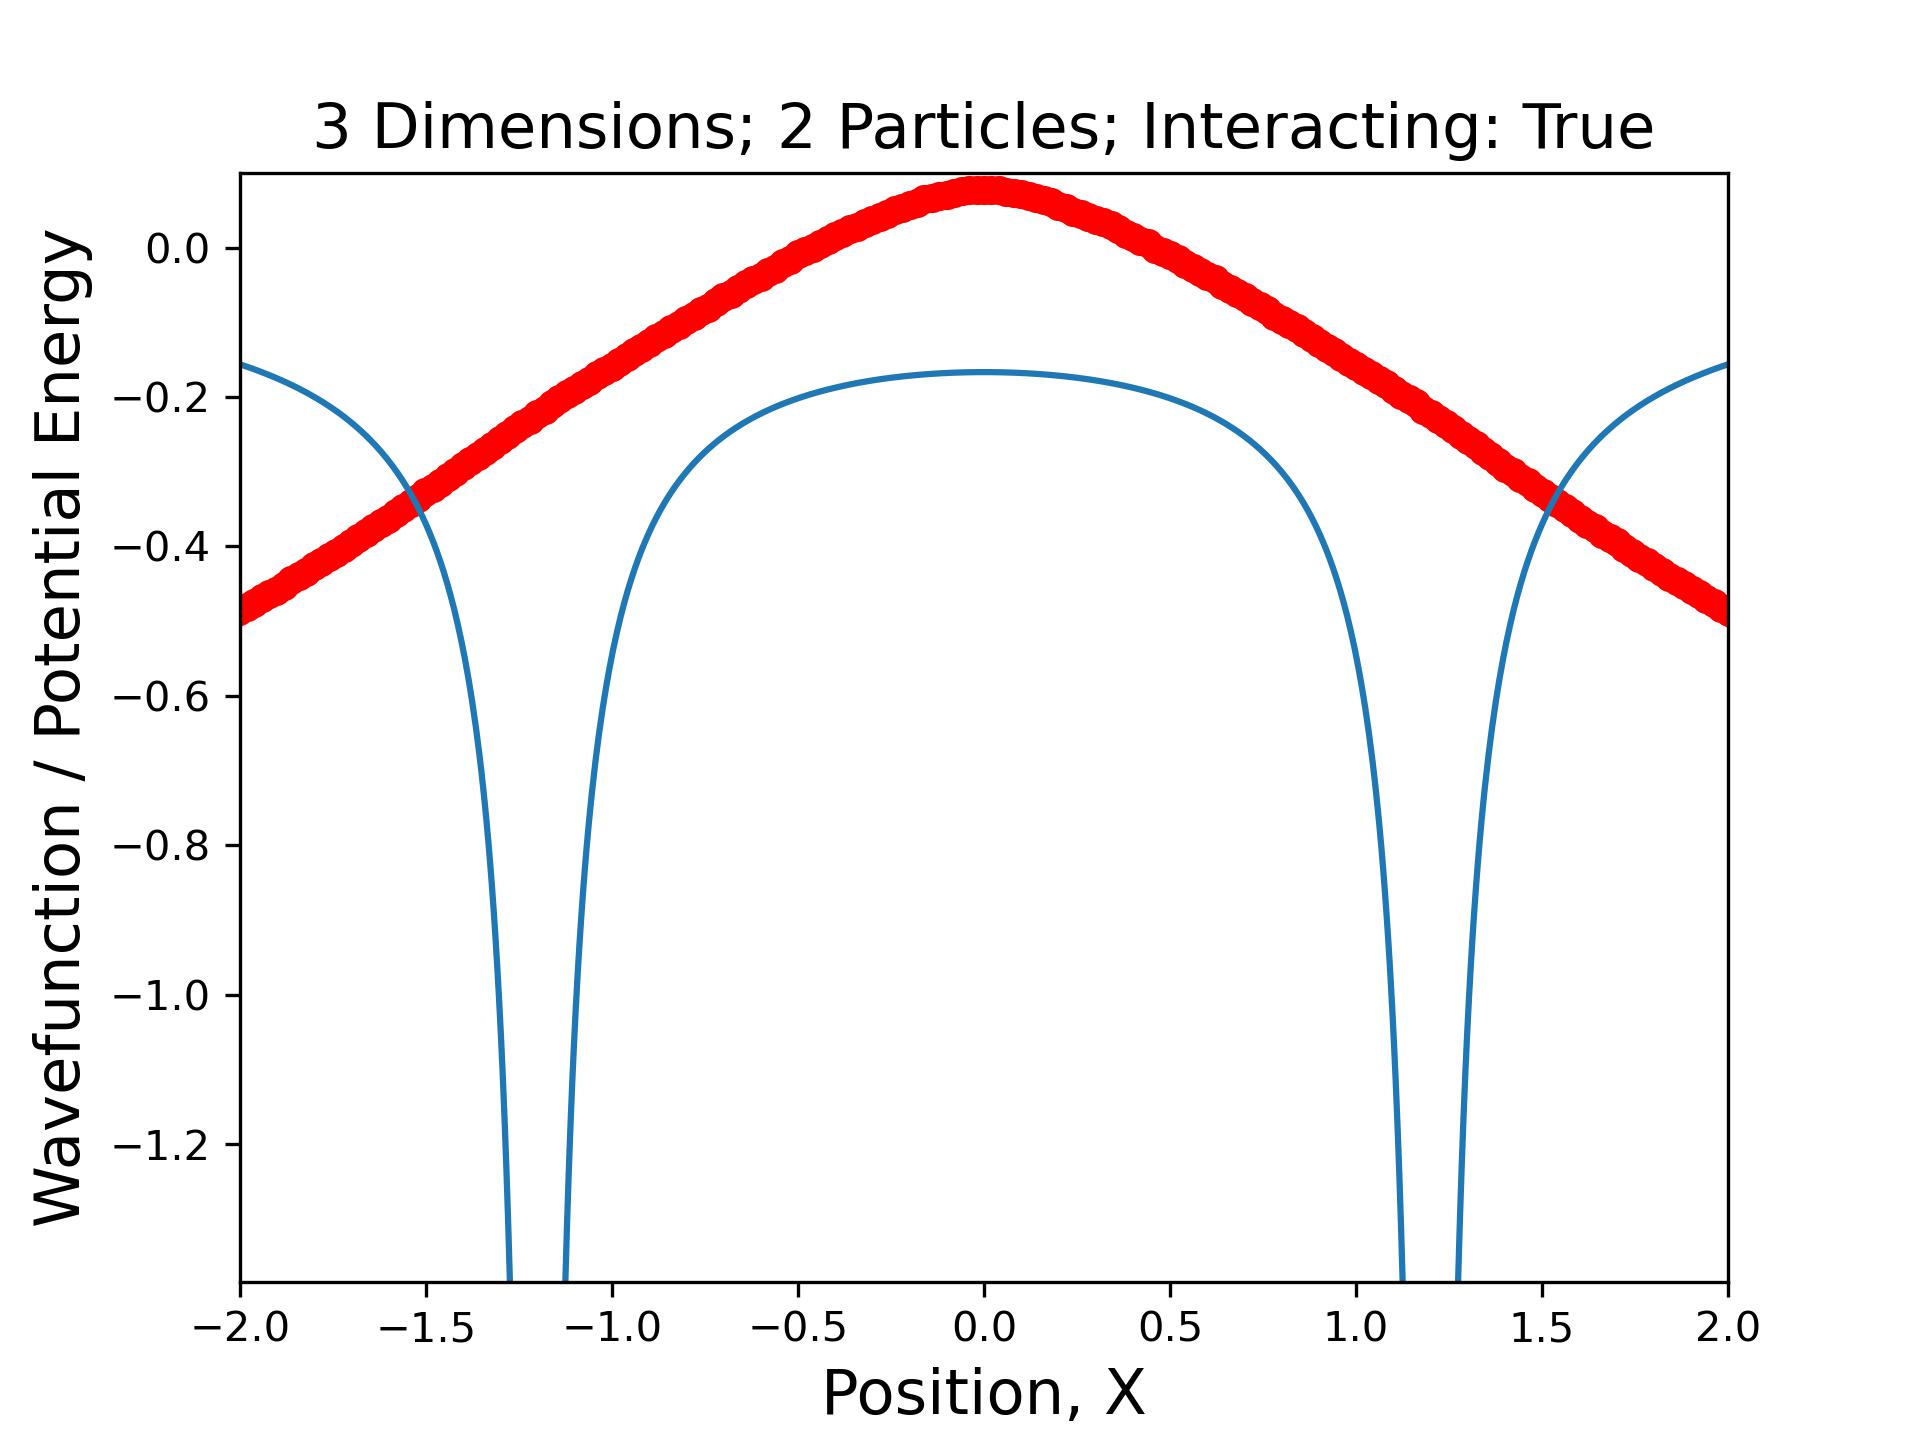 3 Dimensions; 2 Particles; Interacting: True
Wavefunction / Potential Energy
0.0
−0.2
−0.4
−0.6
−0.8
−1.0
−1.2
−2.0 −1.5 −1.0 −0.5 0.0 0.5 1.0 1.5 2.0
Position, X